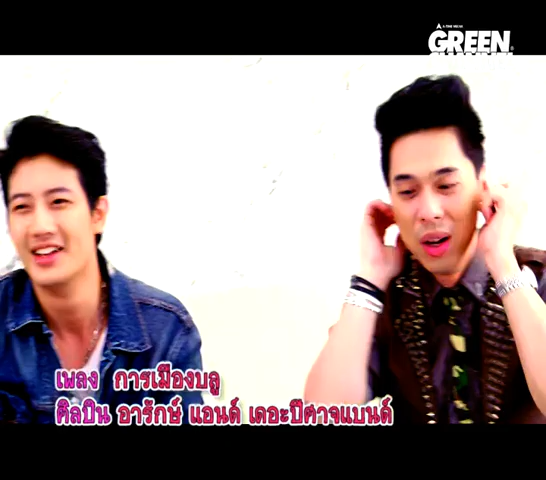 A-TIME MEDIA
GREEN
เพลง การเมืองบลู
ศิลปิน อารักษ์ แอนด์ เดอะปีศาจแบนด์